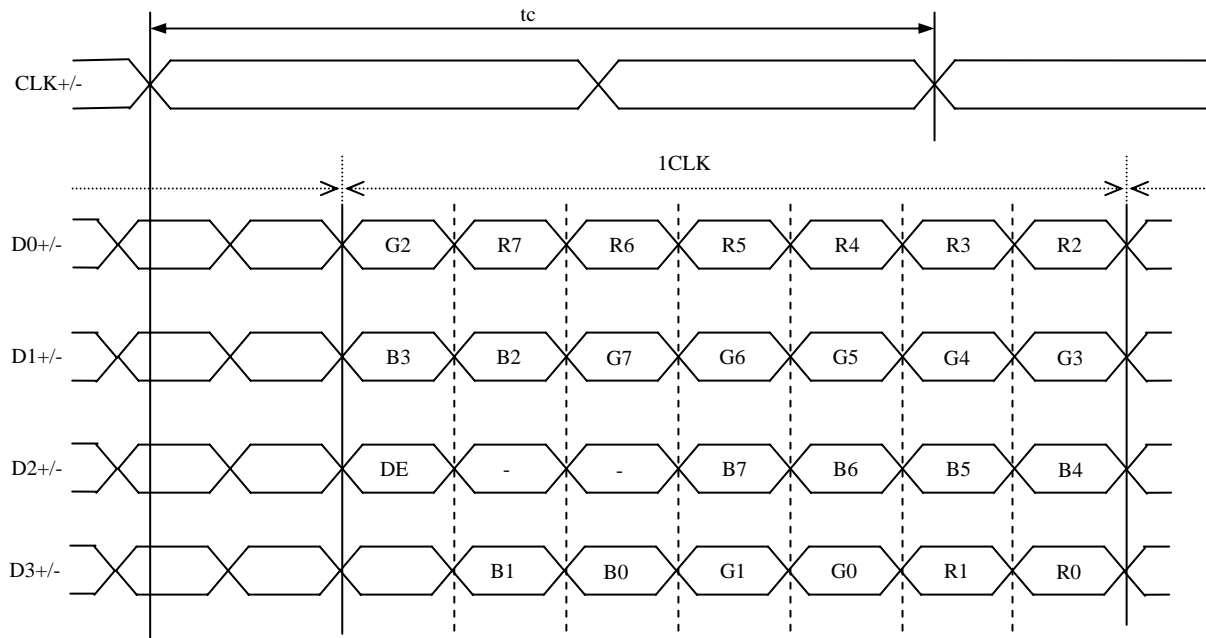 tc
CLK+/-
1CLK
D0+/- G2 R7 R6 R5 R4 R3 R2
D1+/- B3 B2 G7 G6 G5 G4 G3
D2+/- DE - - B7 B6 B5 B4
D3+/- B1 B0 G1 G0 R1 R0